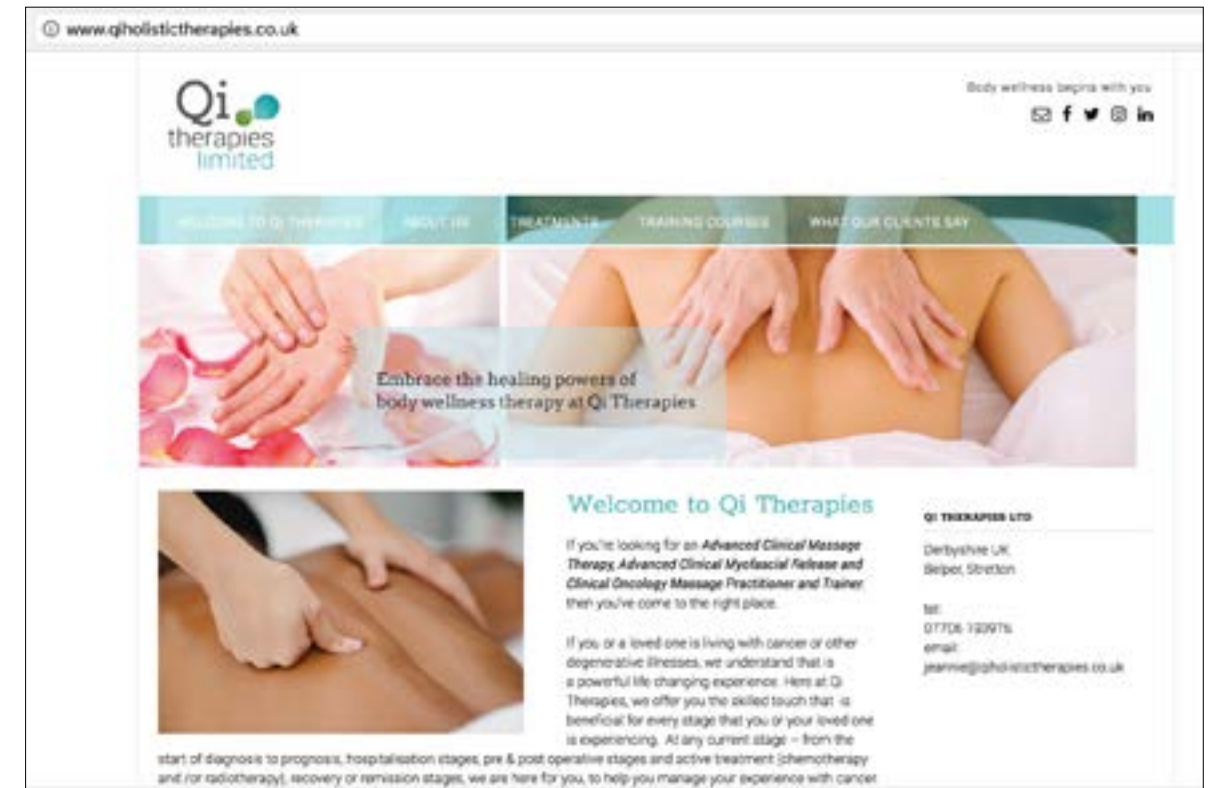 www.qiholistictherapies.co.uk
Qi
therapies
limited
Body wellness begins with you
WELCOME TO QI THERAPIES ABOUT US TREATMENTS TRAINING COURSES WHAT OUR CLIENTS SAY
Embrace the healing powers of
body wellness therapy at Qi Therapies
Welcome to Qi Therapies
If you're looking for an Advanced Clinical Massage
Therapy, Advanced Clinical Myofascial Release and
Clinical Oncology Massage Practitioner and Trainer,
then you've come to the right place.
If you or a loved one is living with cancer or other
degenerative illnesses, we understand that is
a powerful life changing experience. Here at Qi
Therapies, we offer you the skilled touch that is
beneficial for every stage that you or your loved one
is experiencing. At any current stage – from the
start of diagnosis to prognosis, hospitalisation stages, pre & post operative stages and active treatment (chemotherapy
and /or radiotherapy), recovery or remission stages, we are here for you, to help you manage your experience with cancer
QI THERAPIES LTD
Derbyshire UK
Belper, Stretton
tel:
07706
email:
jeannie@qiholistictherapies.co.uk